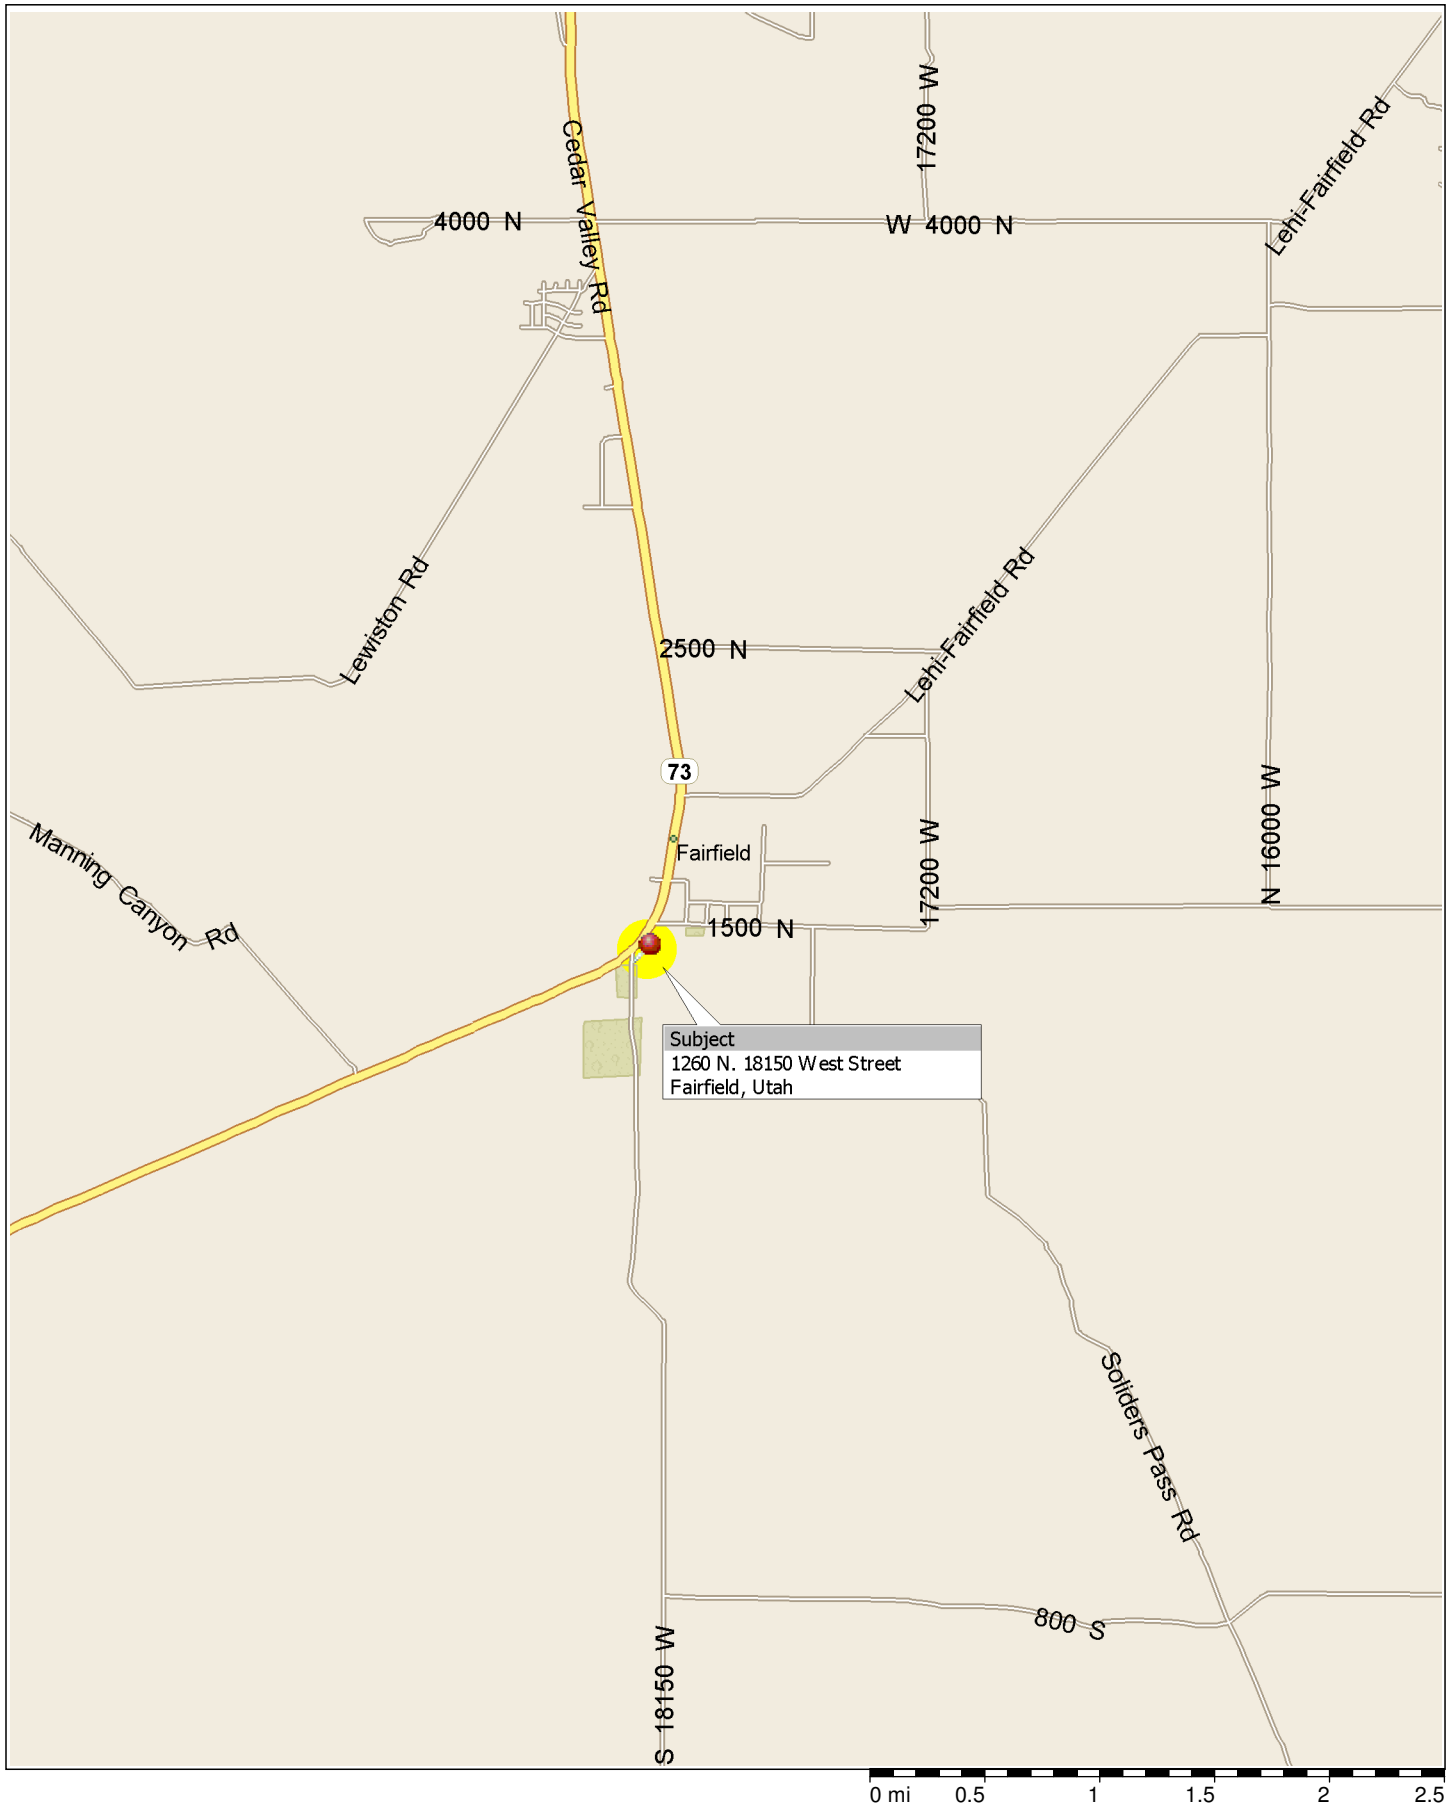 17200 W
Cedar Valley Rd
Lehi-Fairfield Rd
4000 N
W 4000 N
Lewiston Rd
Lehi-Fairfield Rd
2500 N
73
N 16000 W
Manning Canyon Rd
Fairfield
17200 W
1500 N
Subject
1260 N. 18150 West Street
Fairfield, Utah
Soliders Pass Rd
800 S
S 18150 W
0 mi 0.5 1 1.5 2 2.5